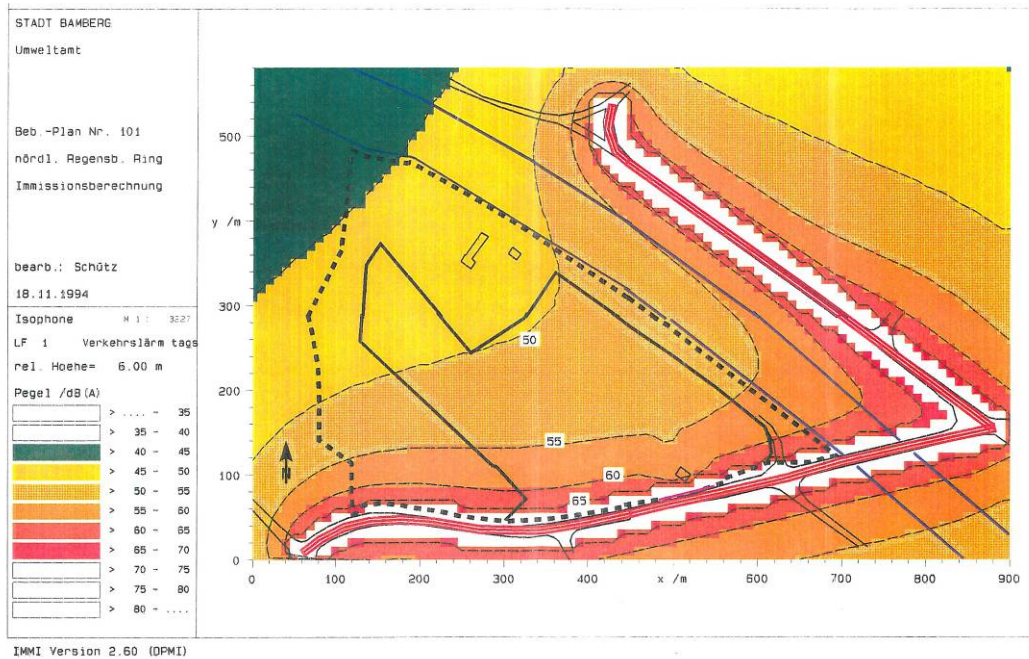 STADT BAMBERG
Umweltamt
Beb.-Plan Nr. 101
nördl. Regensb. Ring
Immissionsberechnung
bearb.: Schütz
18.11.1994
Isophone M 1 : 3227
LF 1 Verkehrslärm tags
rel. Hoehe= 6.00 m
Pegel /dB(A)
> .... - 35
> 35 - 40
> 40 - 45
> 45 - 50
> 50 - 55
> 55 - 60
> 60 - 65
> 65 - 70
> 70 - 75
> 75 - 80
> 80 - ....
500
y /m
300
200
100
0
50
55
60
65
N
0 100 200 300 400 x /m 600 700 800 900
IMMI Version 2.60 (DPMI)